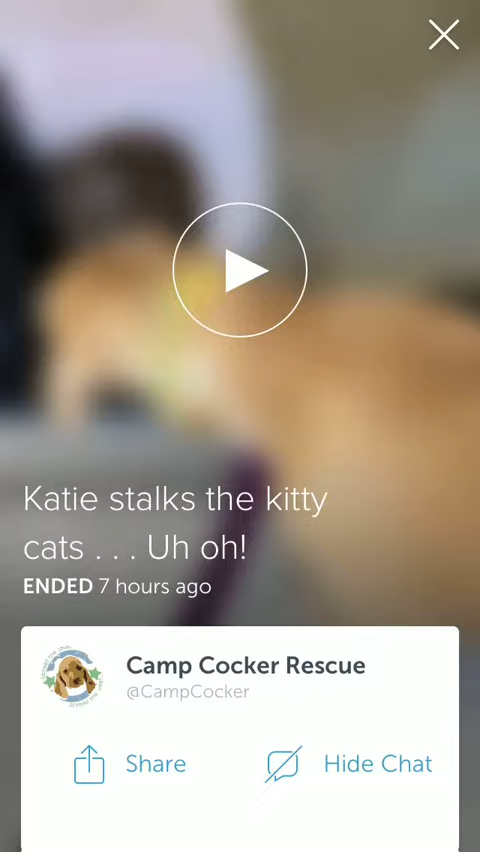 Katie stalks the kitty
cats . . . Uh oh!
ENDED 7 hours ago
Camp Cocker Rescue
@CampCocker
Share
Hide Chat